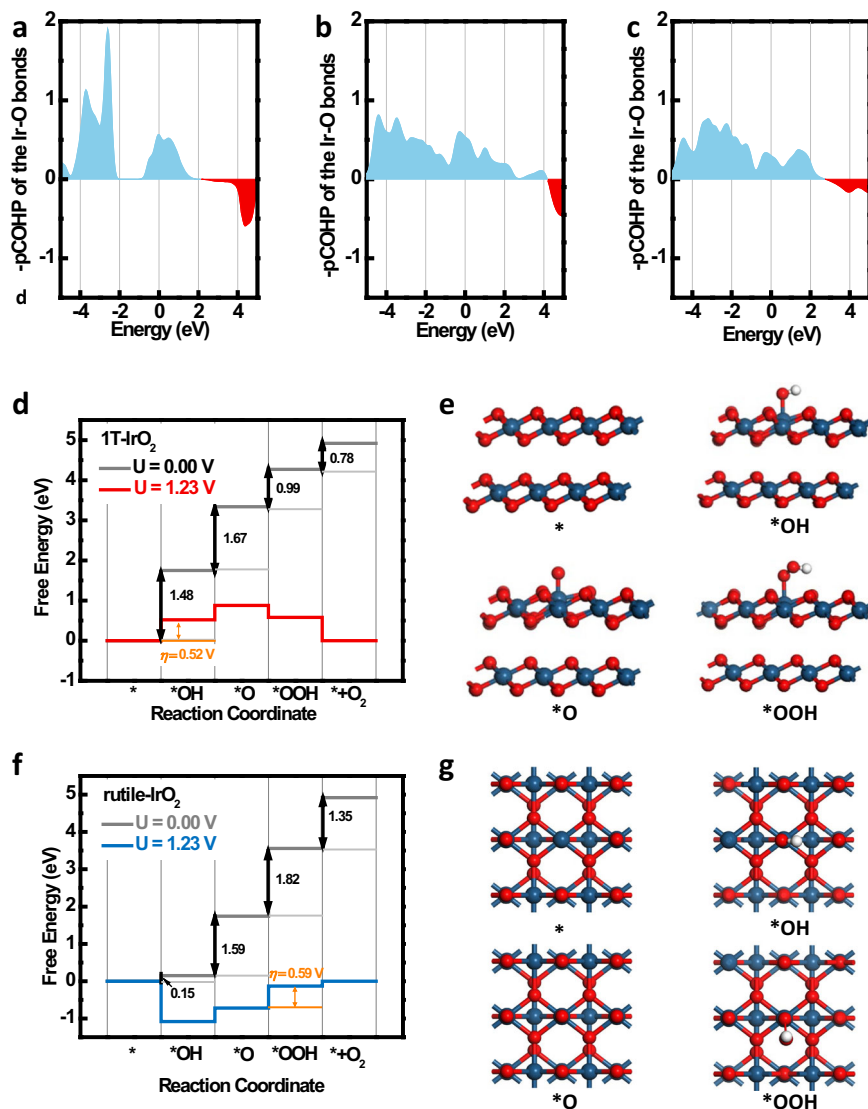 a
b
c
2
1
0
-1
-pCOHP of the Ir-O bonds
-4 -2 0 2 4
Energy (eV)
2
1
0
-1
-pCOHP of the Ir-O bonds
-4 -2 0 2 4
Energy (eV)
2
1
0
-1
-pCOHP of the Ir-O bonds
-4 -2 0 2 4
Energy (eV)
d
d
1T-IrO2
U = 0.00 V
U = 1.23 V
5
4
3
2
1
0
-1
Free Energy (eV)
1.48
1.67
0.99
0.78
η=0.52 V
* *OH *O *OOH *+O2
Reaction Coordinate
e
*
*OH
*O
*OOH
f
rutile-IrO2
U = 0.00 V
U = 1.23 V
5
4
3
2
1
0
-1
Free Energy (eV)
0.15
1.59
1.82
1.35
η=0.59 V
* *OH *O *OOH *+O2
Reaction Coordinate
g
*
*OH
*O
*OOH